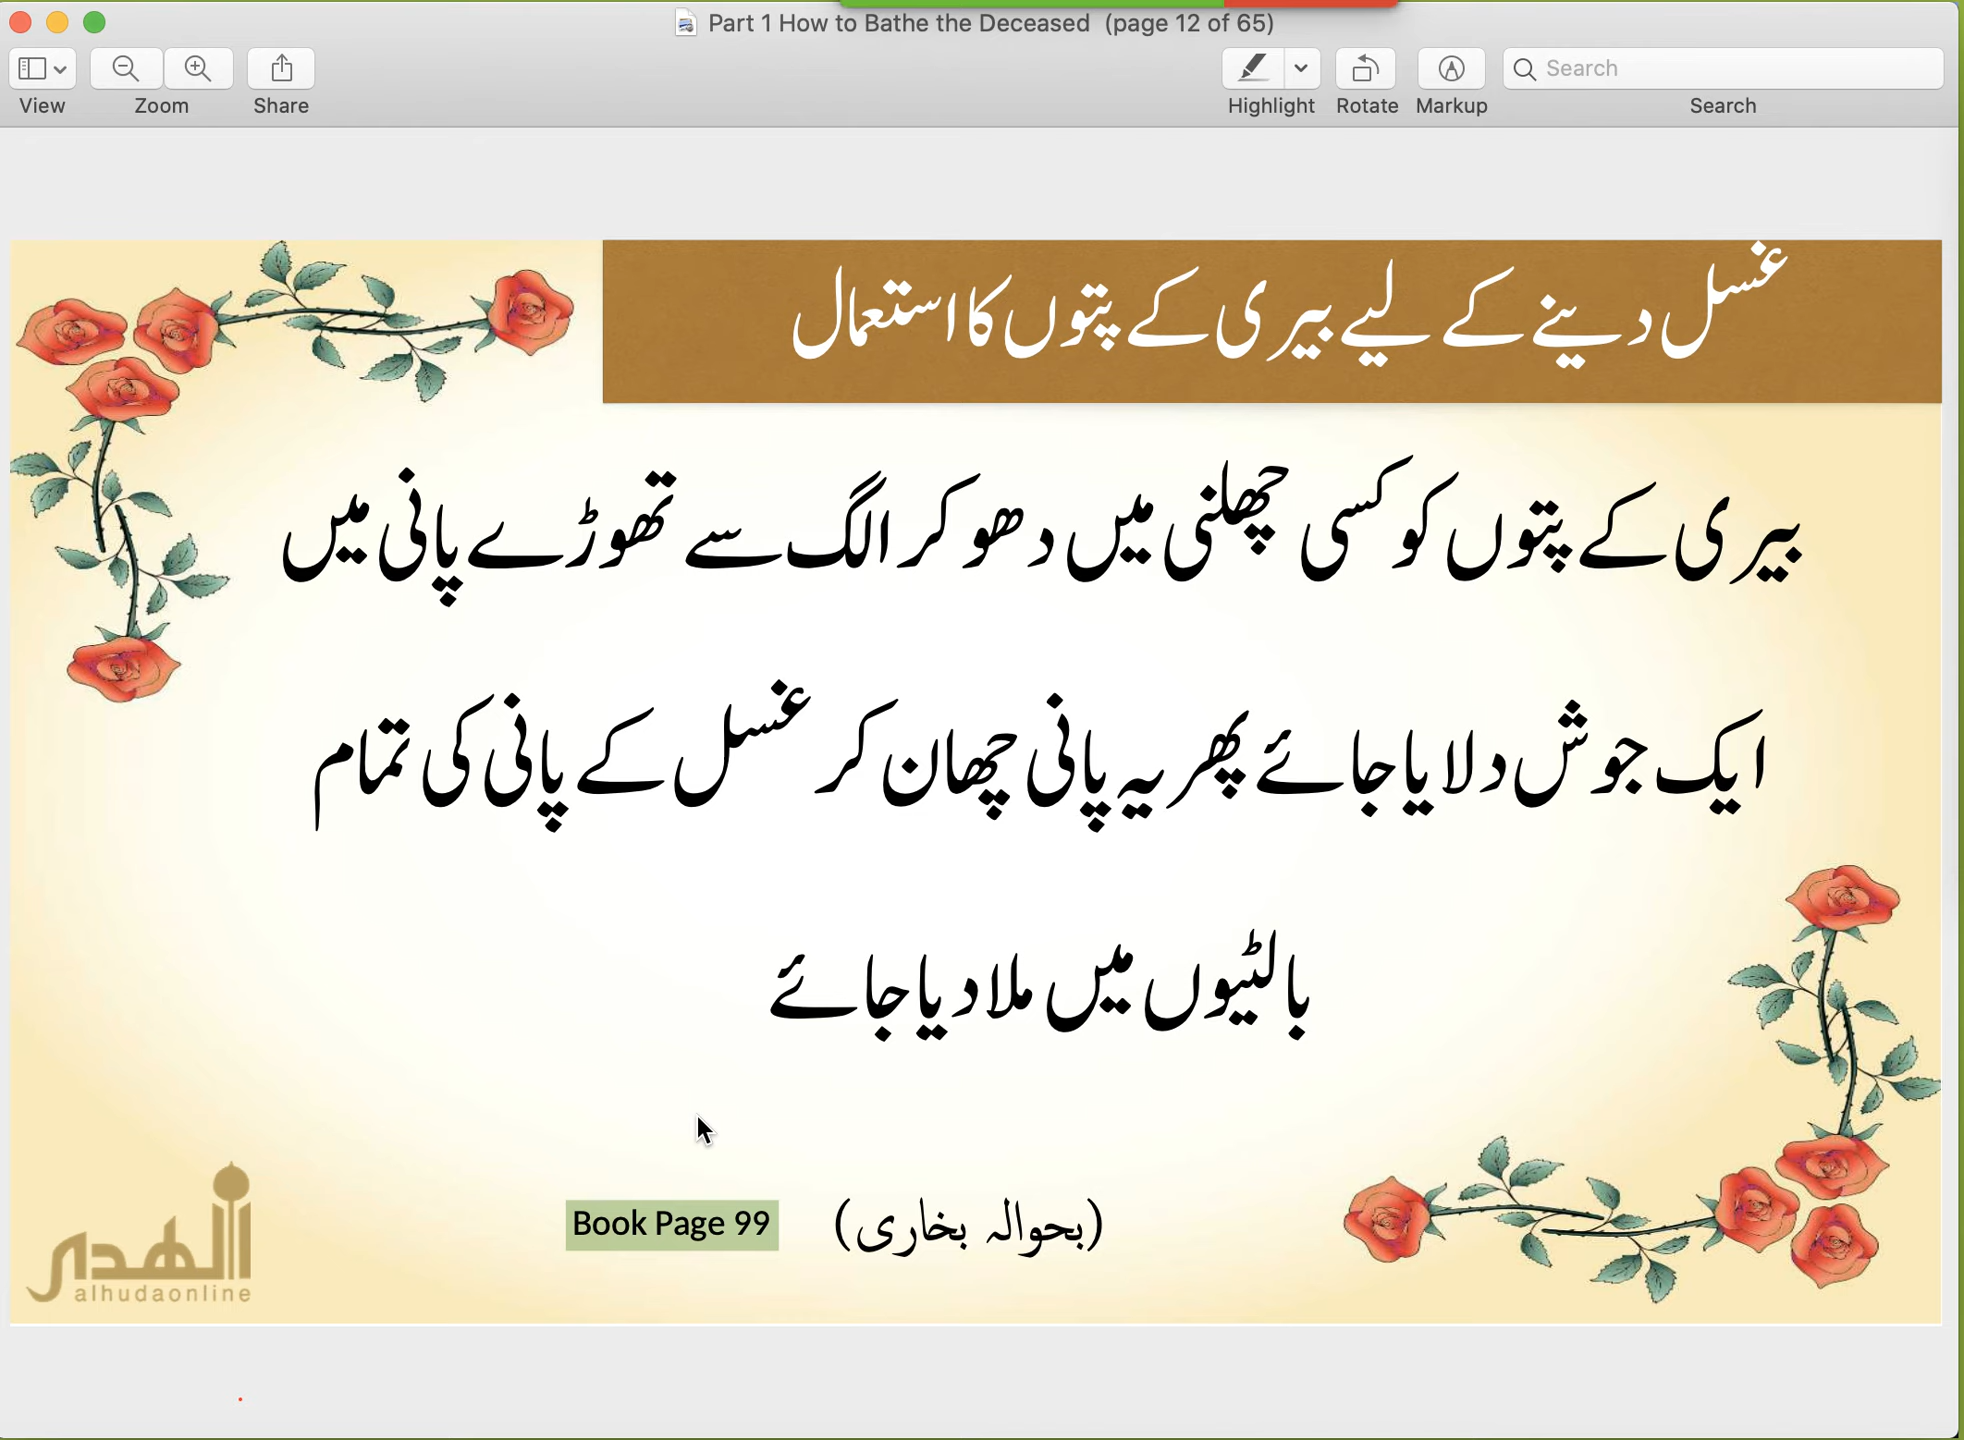 Part 1 How to Bathe the Deceased (page 12 of 65)
View
Zoom
Share
Highlight
Rotate
Markup
Search
Search
غسل دینے کے لیے بیری کے پتوں کا استعمال
بیری کے پتوں کو کسی چھلنی میں دھو کر الگ سے تھوڑے پانی میں
ایک جوش دلایا جائے پھر یہ پانی چھان کر غسل کے پانی کی تمام
بالٹیوں میں ملا دیا جائے
(بحوالہ بخاری) Book Page 99
الهدى
alhudaonline